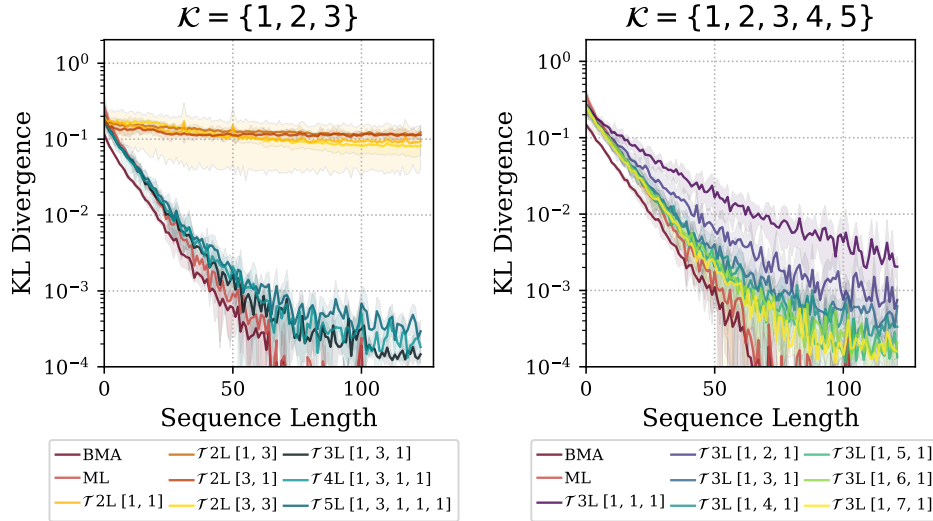 𝒦 = {1, 2, 3}
10⁰
10⁻¹
10⁻²
10⁻³
10⁻⁴
KL Divergence
0 50 100
Sequence Length
BMA
ML
𝒯 2L [1, 1]
𝒯 2L [1, 3]
𝒯 2L [3, 1]
𝒯 2L [3, 3]
𝒯 3L [1, 3, 1]
𝒯 4L [1, 3, 1, 1]
𝒯 5L [1, 3, 1, 1, 1]
𝒦 = {1, 2, 3, 4, 5}
10⁰
10⁻¹
10⁻²
10⁻³
10⁻⁴
KL Divergence
0 50 100
Sequence Length
BMA
ML
𝒯 3L [1, 1, 1]
𝒯 3L [1, 2, 1]
𝒯 3L [1, 3, 1]
𝒯 3L [1, 4, 1]
𝒯 3L [1, 5, 1]
𝒯 3L [1, 6, 1]
𝒯 3L [1, 7, 1]